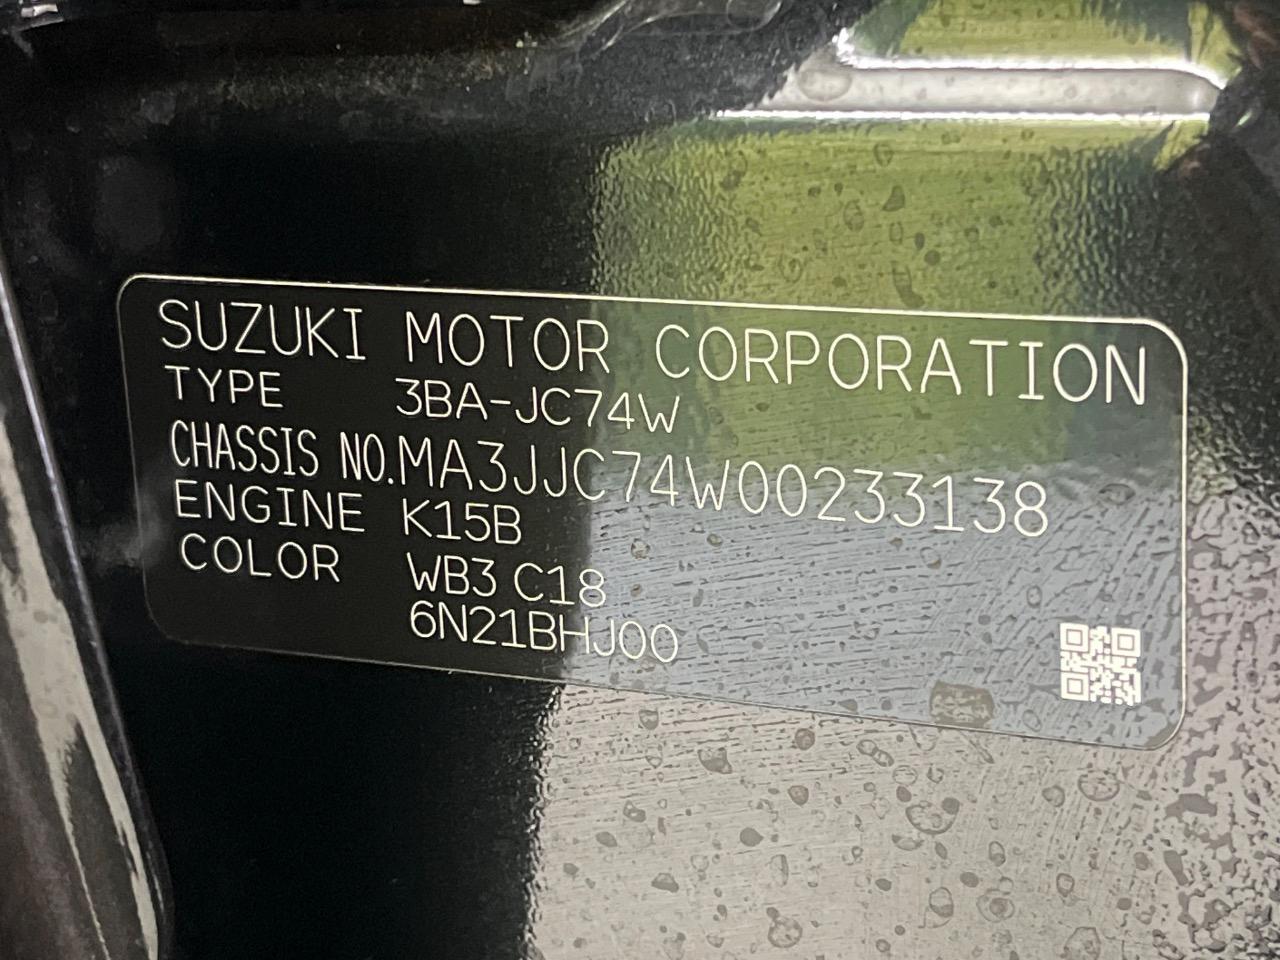 SUZUKI MOTOR CORPORATION
TYPE 3BA-JC74W
CHASSIS NO. MA3JJC74W00233138
ENGINE K15B
COLOR WB3 C18
6N21BHJ00